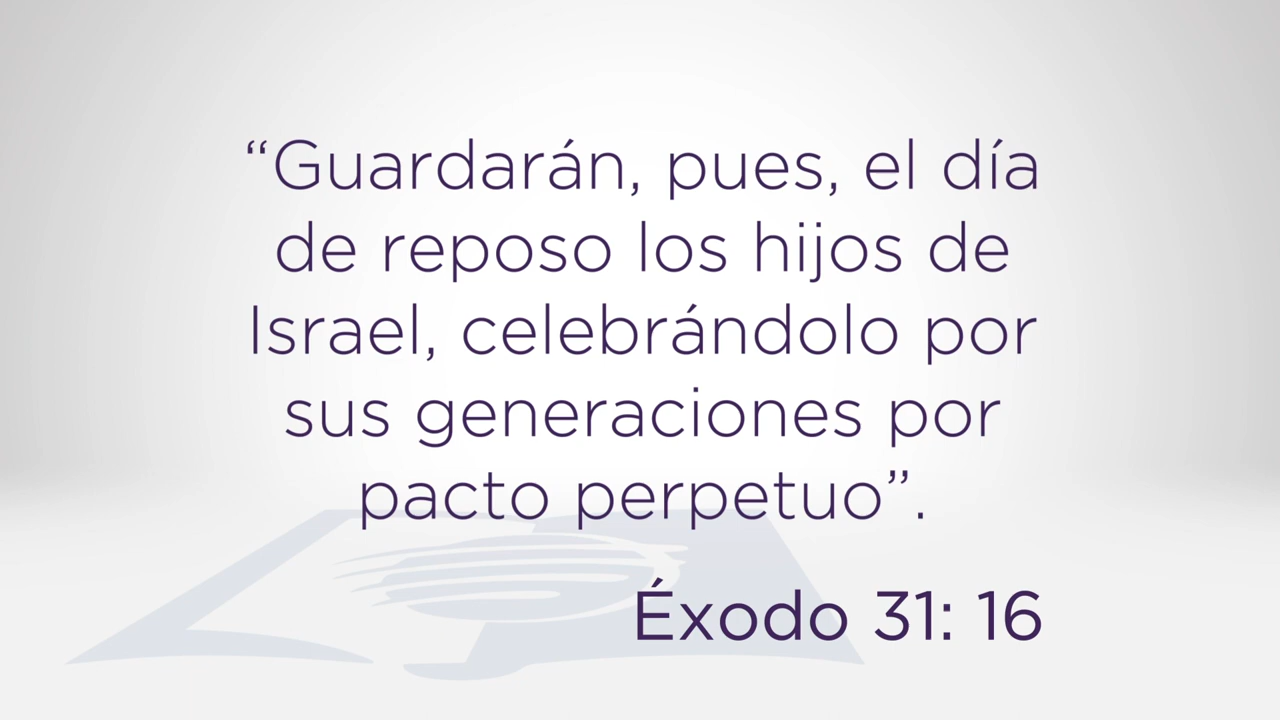 “Guardarán, pues, el día
de reposo los hijos de
Israel, celebrándolo por
sus generaciones por
pacto perpetuo”.
Éxodo 31: 16